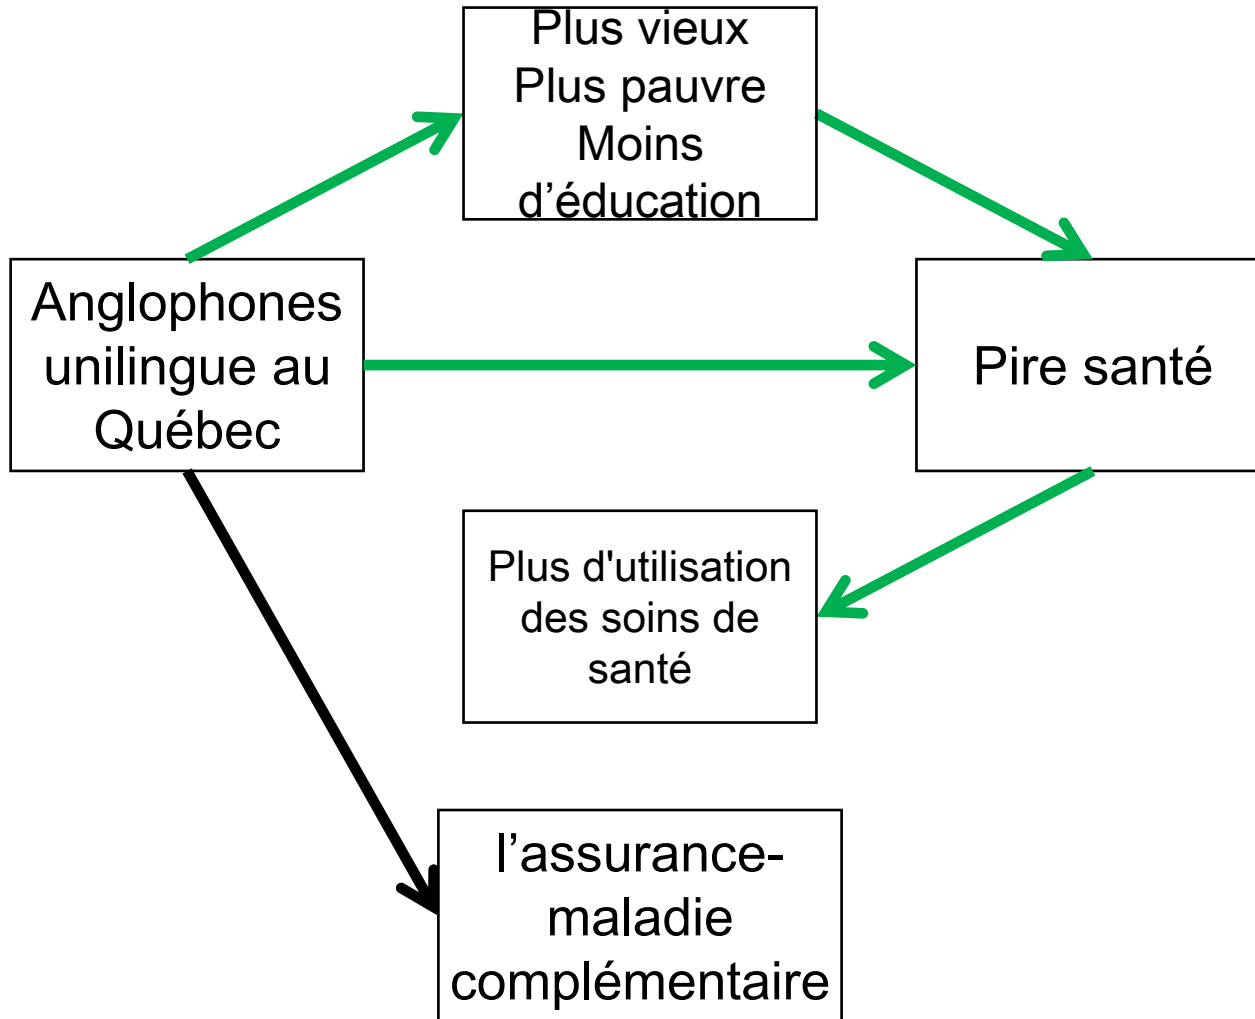 Plus vieux
Plus pauvre
Moins
d’éducation
Anglophones
unilingue au
Québec
Pire santé
Plus d'utilisation
des soins de
santé
l’assurance-
maladie
complémentaire